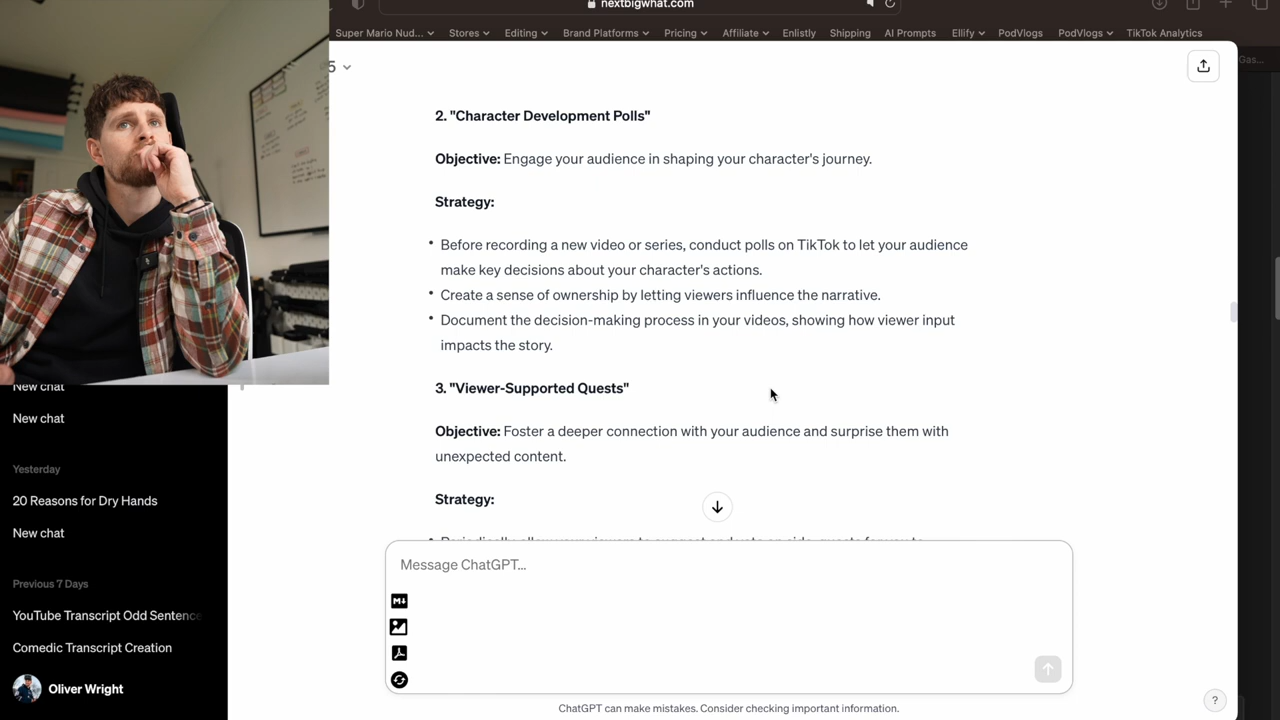 nextbigwhat.com
Super Mario Nud... Stores Editing Brand Platforms Pricing Affiliate Enlistly Shipping AI Prompts Ellify PodVlogs PodVlogs TikTok Analytics
Gas...
5
2. "Character Development Polls"
Objective: Engage your audience in shaping your character's journey.
Strategy:
• Before recording a new video or series, conduct polls on TikTok to let your audience
make key decisions about your character's actions.
• Create a sense of ownership by letting viewers influence the narrative.
• Document the decision-making process in your videos, showing how viewer input
impacts the story.
3. "Viewer-Supported Quests"
Objective: Foster a deeper connection with your audience and surprise them with
unexpected content.
Strategy:
New chat
New chat
Yesterday
20 Reasons for Dry Hands
New chat
Previous 7 Days
YouTube Transcript Odd Sentence
Comedic Transcript Creation
Oliver Wright
Message ChatGPT...
M
ChatGPT can make mistakes. Consider checking important information.
?